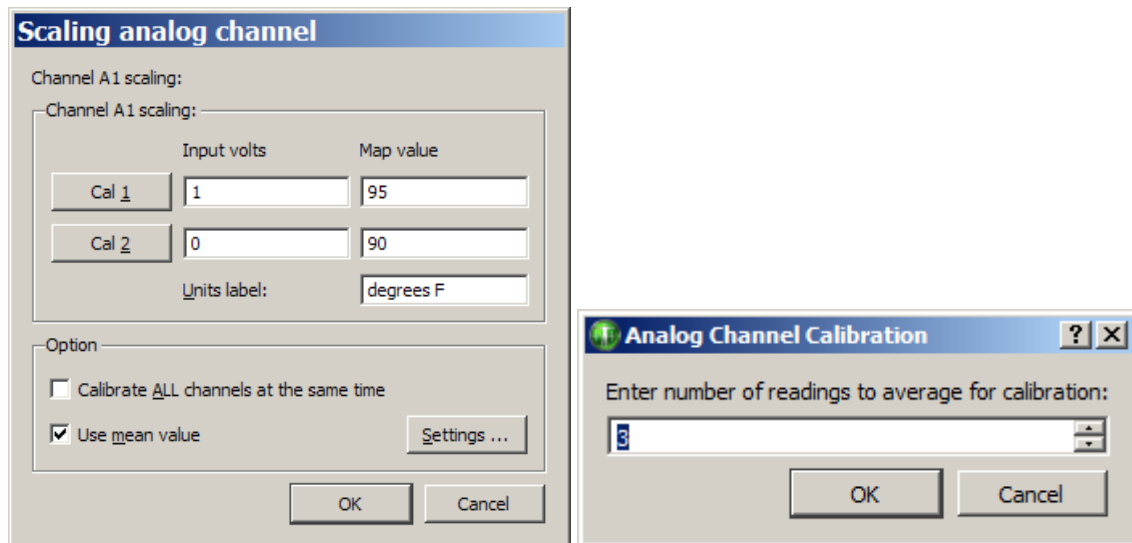 Scaling analog channel
Channel A1 scaling:
Channel A1 scaling:
Input volts Map value
Cal 1 1 95
Cal 2 0 90
Units label: degrees F
Option
Calibrate ALL channels at the same time
Use mean value Settings ...
OK Cancel
Analog Channel Calibration
Enter number of readings to average for calibration:
3
OK Cancel